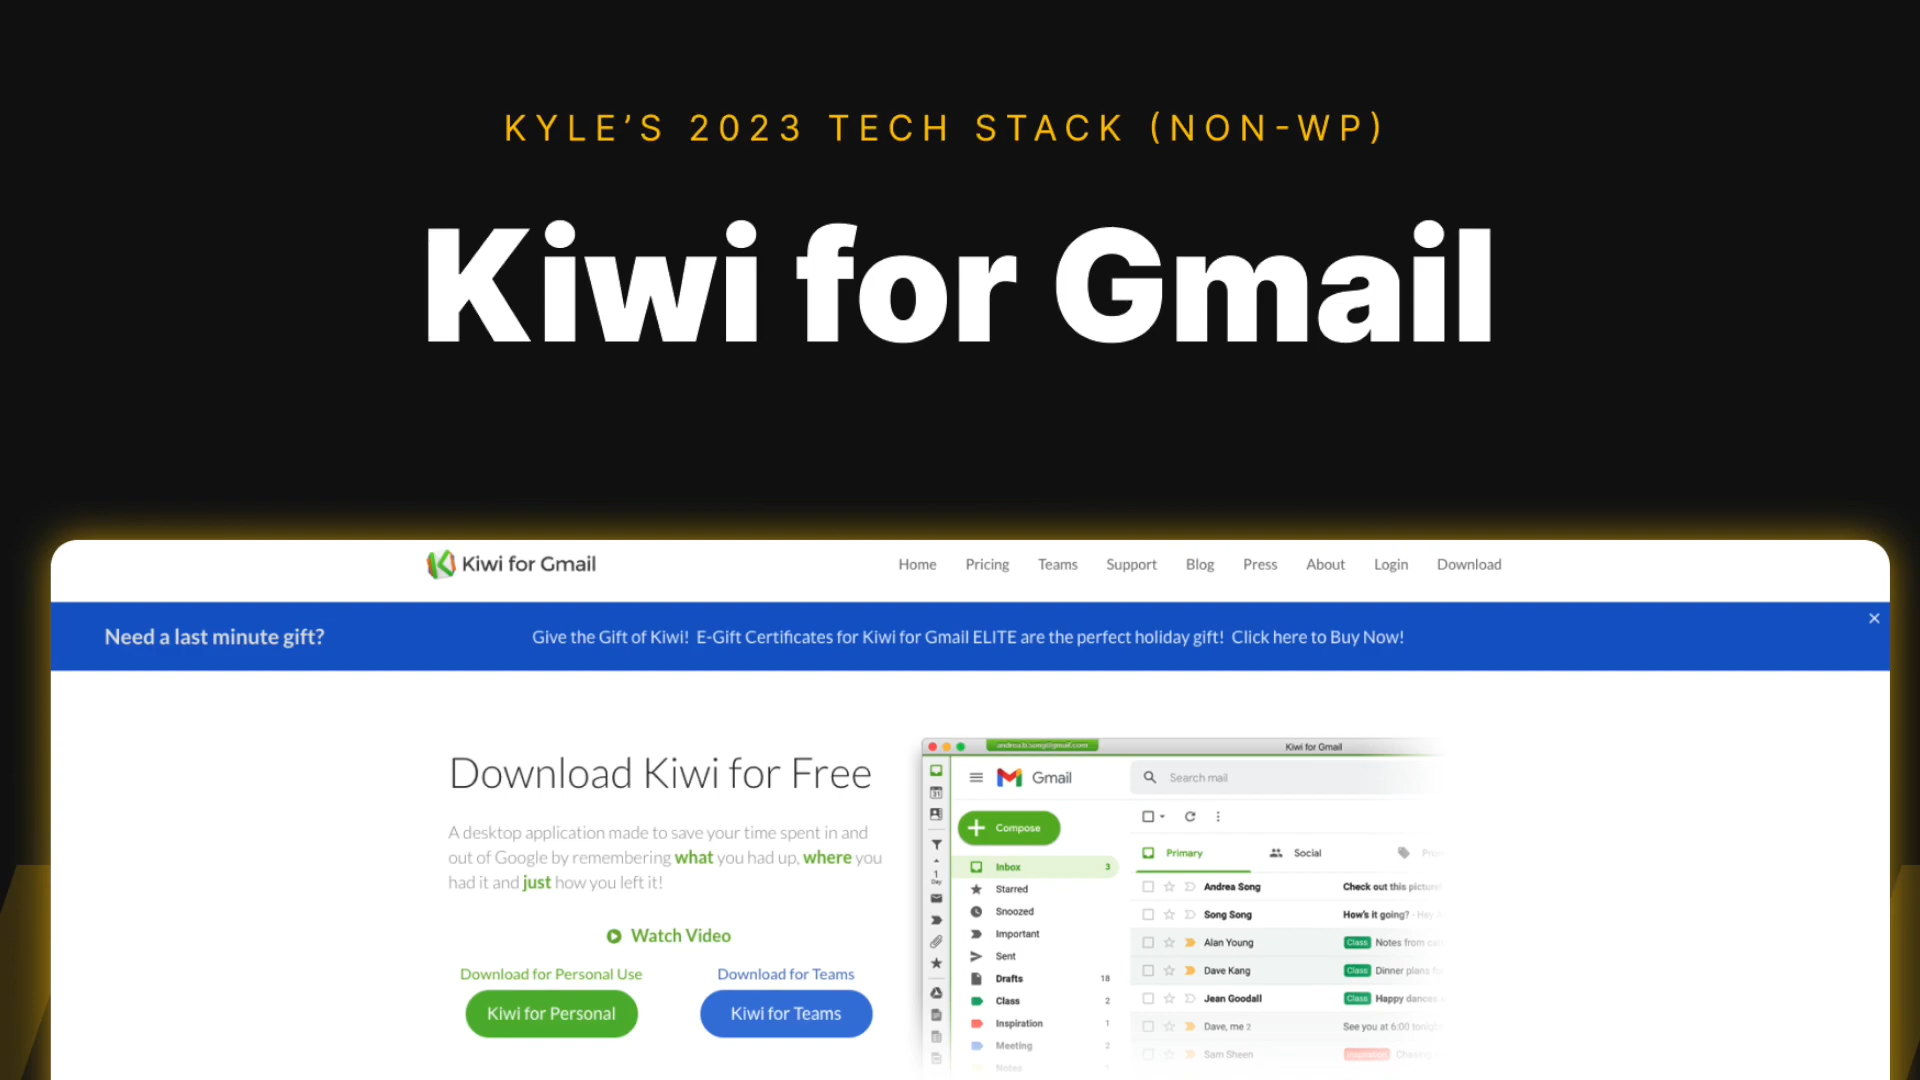 KYLE’S 2023 TECH STACK (NON-WP)
Kiwi for Gmail
Kiwi for Gmail
Home Pricing Teams Support Blog Press About Login Download
Need a last minute gift?
Give the Gift of Kiwi! E-Gift Certificates for Kiwi for Gmail ELITE are the perfect holiday gift! Click here to Buy Now!
Download Kiwi for Free
A desktop application made to save your time spent in and
out of Google by remembering what you had up, where you
had it and just how you left it!
Watch Video
Download for Personal Use
Kiwi for Personal
Download for Teams
Kiwi for Teams
Kiwi for Gmail
Gmail
Search mail
31
1
Day
Compose
Inbox 3
Starred
Snoozed
Important
Sent
Drafts 18
Class 2
Inspiration 1
Meeting 2
Notes 1
Primary Social
Andrea Song Check out this picture!
Song Song How's it going? - Hey
Alan Young Class Notes from
Dave Kang Class Dinner plans
Jean Goodall Class Happy dances
Dave, me 2 See you at 6:00
Sam Sheen Inspiration